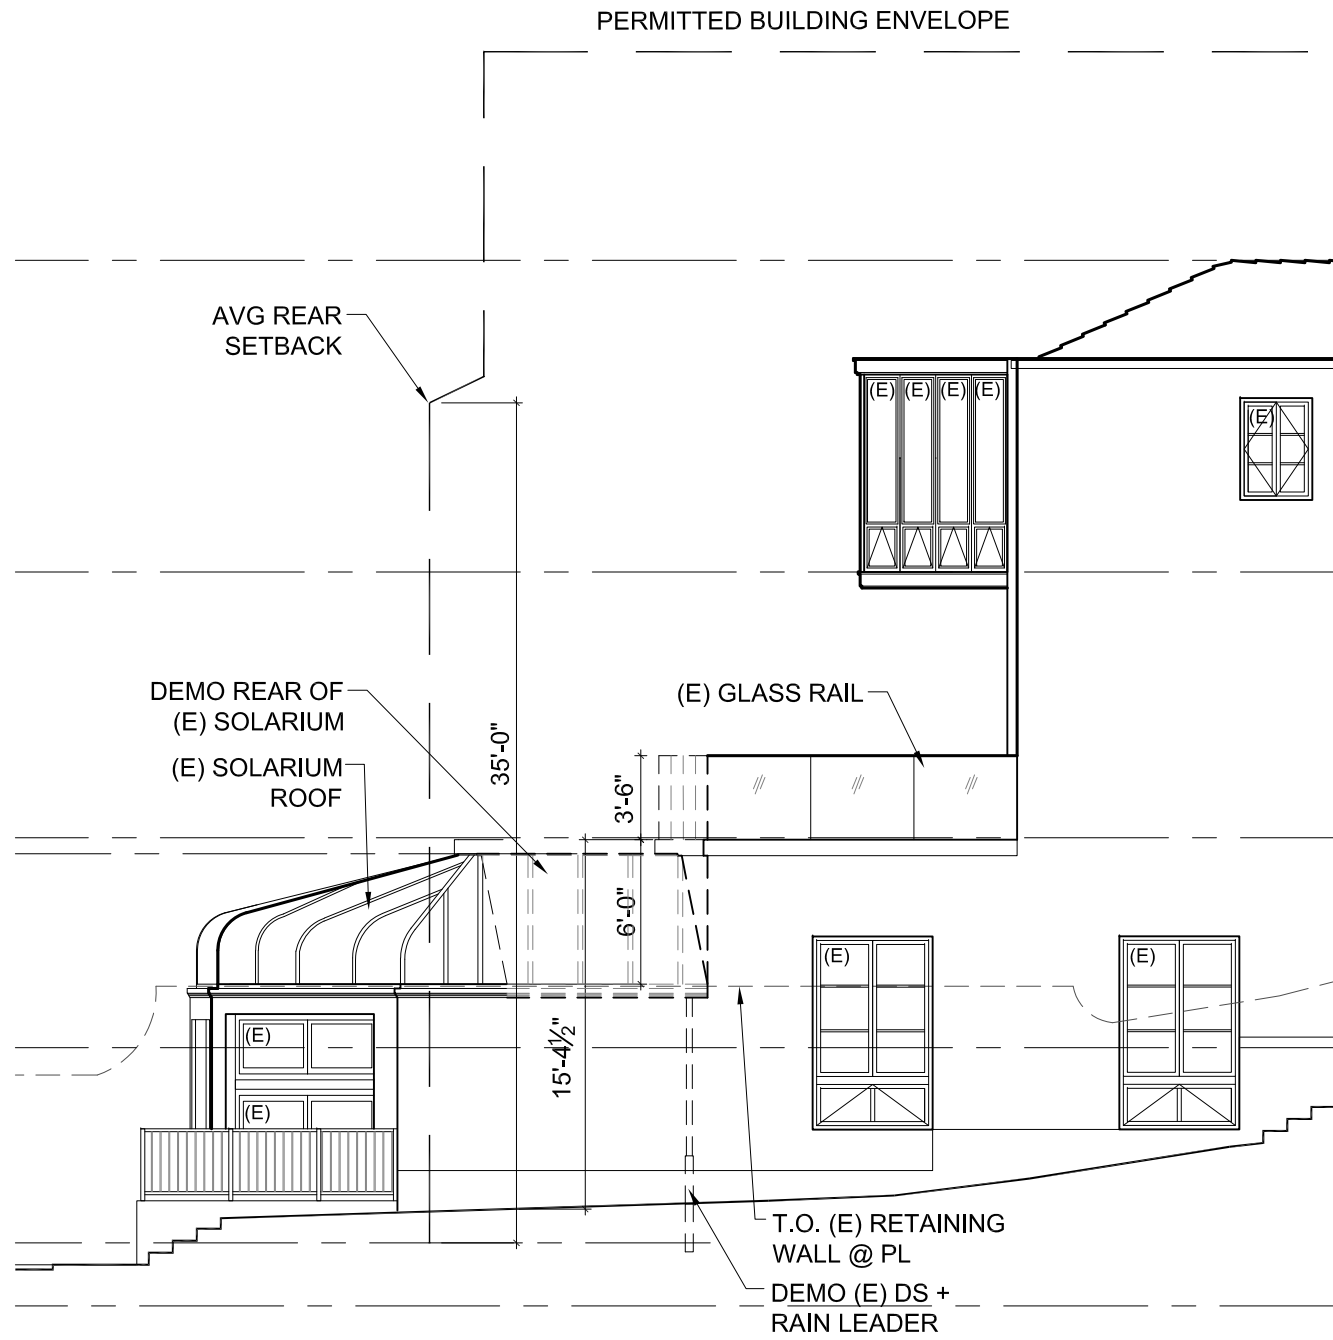 PERMITTED BUILDING ENVELOPE
AVG REAR
SETBACK
(E) (E) (E) (E)
(E)
DEMO REAR OF
(E) SOLARIUM
(E) GLASS RAIL
(E) SOLARIUM
ROOF
35'-0"
3'-6"
6'-0"
15'-4½"
(E)
(E)
(E)
(E)
T.O. (E) RETAINING
WALL @ PL
DEMO (E) DS +
RAIN LEADER